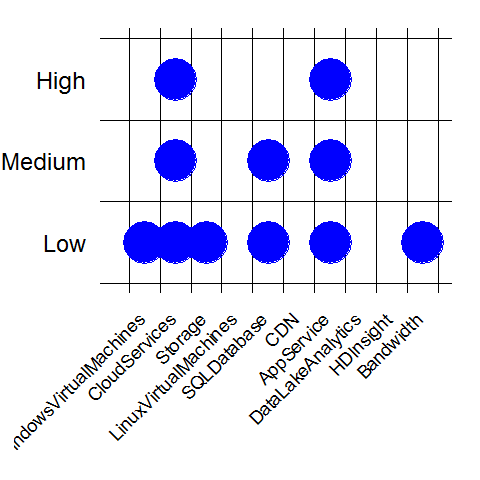 High
Medium
Low
ndowsVirtualMachines
CloudServices
Storage
LinuxVirtualMachines
SQLDatabase
CDN
AppService
DataLakeAnalytics
HDInsight
Bandwidth